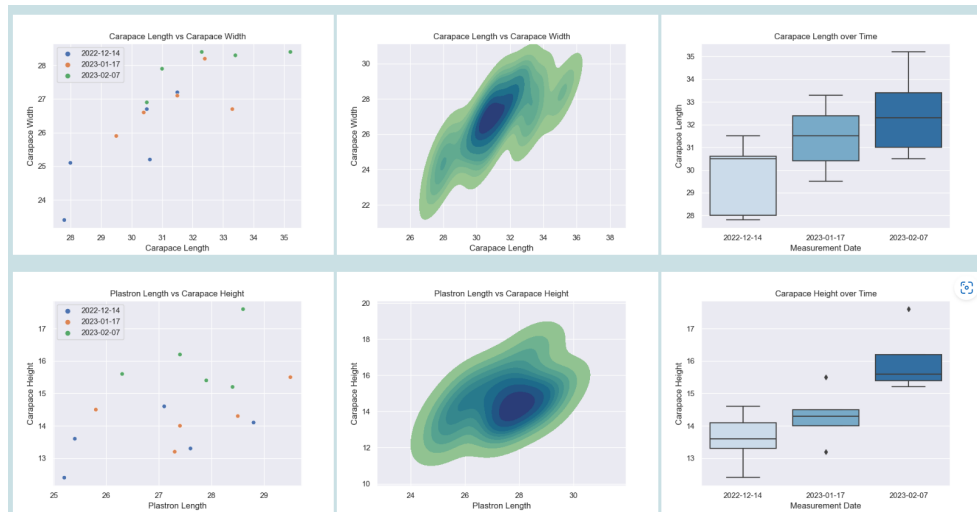 Carapace Length vs Carapace Width
2022-12-14
2023-01-17
2023-02-07
28
27
26
25
24
Carapace Width
28 29 30 31 32 33 34 35
Carapace Length
Carapace Length vs Carapace Width
30
28
26
24
22
Carapace Width
26 28 30 32 34 36 38
Carapace Length
Carapace Length over Time
35
34
33
32
31
30
29
28
Carapace Length
2022-12-14 2023-01-17 2023-02-07
Measurement Date
Plastron Length vs Carapace Height
2022-12-14
2023-01-17
2023-02-07
17
16
15
14
13
Carapace Height
25 26 27 28 29
Plastron Length
Plastron Length vs Carapace Height
20
18
16
14
12
10
Carapace Height
24 26 28 30
Plastron Length
Carapace Height over Time
17
16
15
14
13
Carapace Height
2022-12-14 2023-01-17 2023-02-07
Measurement Date